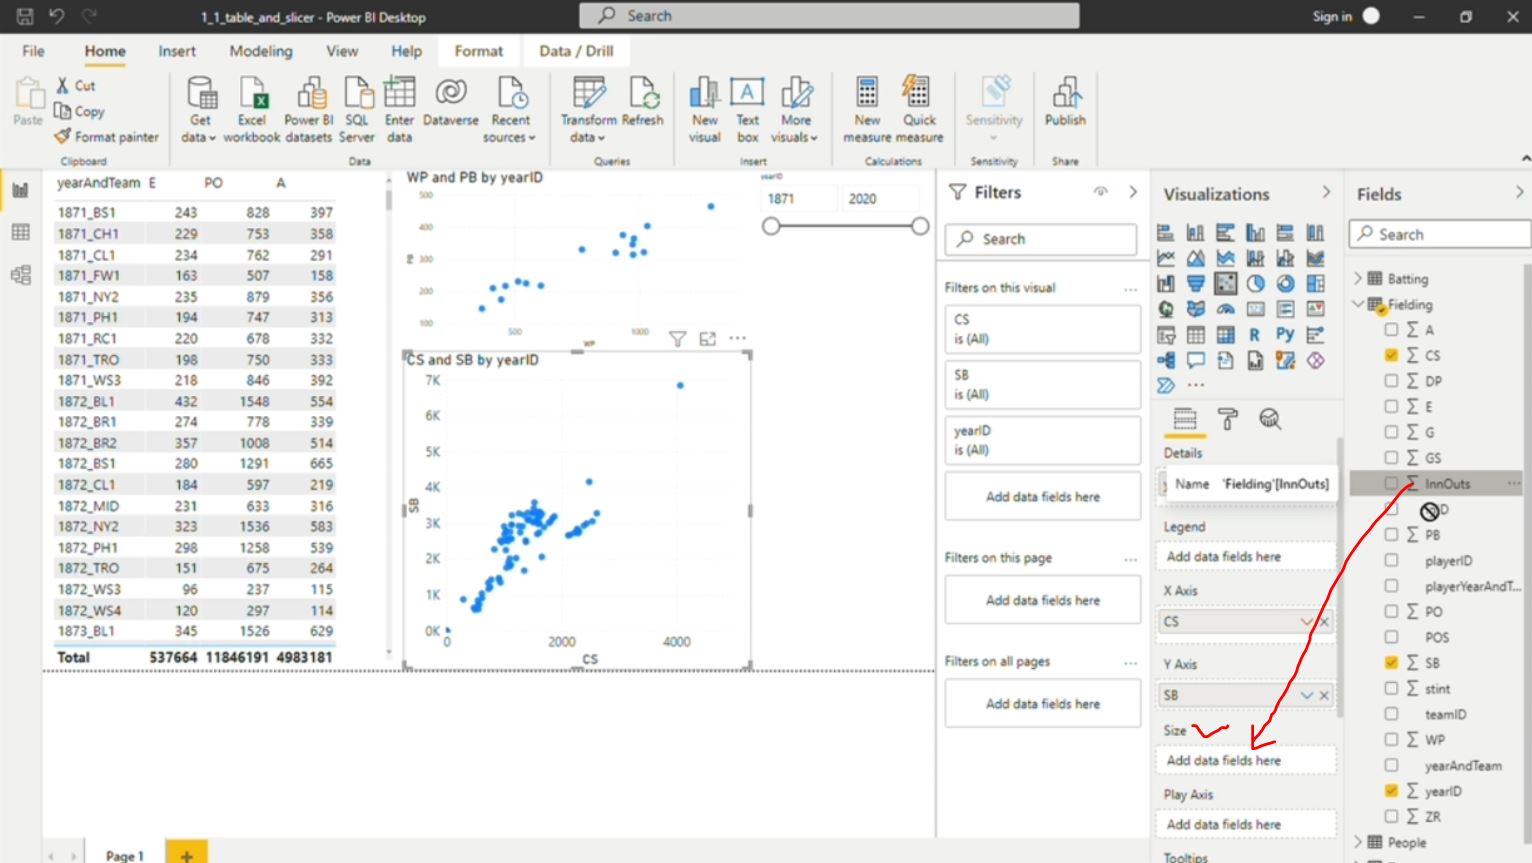 1_1_table_and_slicer - Power BI Desktop
Search
Sign in
File Home Insert Modeling View Help Format Data / Drill
Paste
Cut
Copy
Format painter
Clipboard
Get data
Excel workbook
Power BI datasets
SQL Server
Enter data
Dataverse
Recent sources
Data
Transform data
Refresh
Queries
New visual
Text box
More visuals
Insert
New measure
Quick measure
Calculations
Sensitivity
Sensitivity
Publish
Share
yearAndTeam E PO A
1871_BS1 243 828 397
1871_CH1 229 753 358
1871_CL1 234 762 291
1871_FW1 163 507 158
1871_NY2 235 879 356
1871_PH1 194 747 313
1871_RC1 220 678 332
1871_TRO 198 750 333
1871_WS3 218 846 392
1872_BL1 432 1548 554
1872_BR1 274 778 339
1872_BR2 357 1008 514
1872_BS1 280 1291 665
1872_CL1 184 597 219
1872_MID 231 633 316
1872_NY2 323 1536 583
1872_PH1 298 1258 539
1872_TRO 151 675 264
1872_WS3 96 237 115
1872_WS4 120 297 114
1873_BL1 345 1526 629
Total 537664 11846191 4983181
WP and PB by yearID
500
400
300
200
100
PB
500 1000
WP
CS and SB by yearID
7K
6K
5K
4K
3K
2K
1K
0K
SB
0 2000 4000
CS
yearID
1871 2020
Filters
Search
Filters on this visual ...
CS
is (All)
SB
is (All)
yearID
is (All)
Add data fields here
Filters on this page ...
Add data fields here
Filters on all pages ...
Add data fields here
Visualizations
R Py
...
Details
Name 'Fielding'[InnOuts]
Legend
Add data fields here
X Axis
CS
Y Axis
SB
Size
Add data fields here
Play Axis
Add data fields here
Tooltips
Fields
Search
Batting
Fielding
A
CS
DP
E
G
GS
InnOuts ...
PB
playerID
playerYearAndT...
PO
POS
SB
stint
teamID
WP
yearAndTeam
yearID
ZR
People
Page 1
+